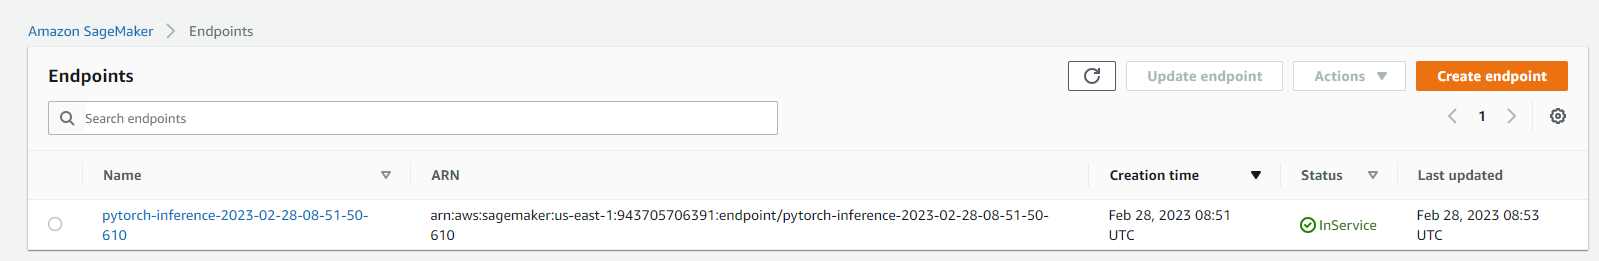 Amazon SageMaker > Endpoints
Endpoints
Update endpoint
Actions
Create endpoint
Search endpoints
1
Name ARN Creation time Status Last updated
pytorch-inference-2023-02-28-08-51-50- arn:aws:sagemaker:us-east-1:943705706391:endpoint/pytorch-inference-2023-02-28-08-51-50- Feb 28, 2023 08:51 InService Feb 28, 2023 08:53
610 610 UTC UTC